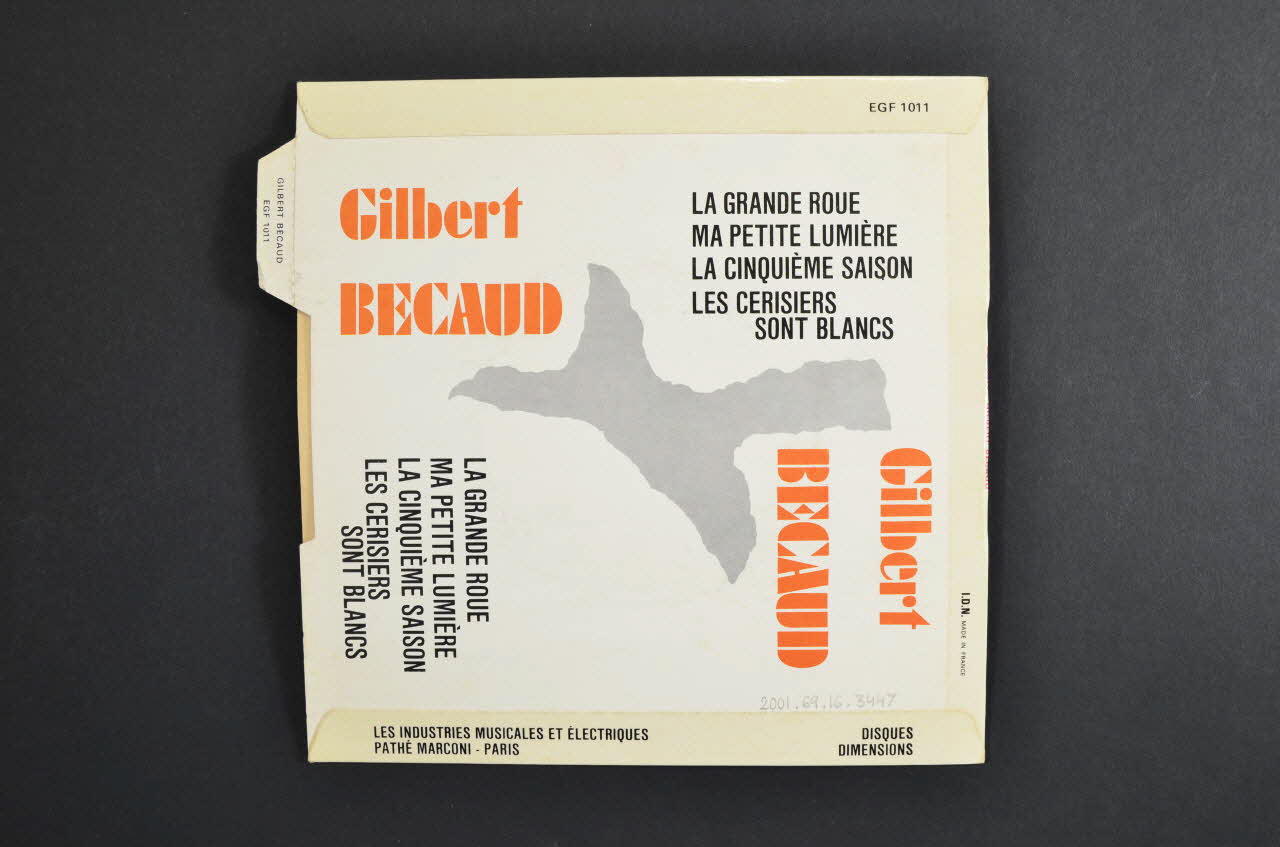 EGF 1011
GILBERT BÉCAUD
EGF 1011
Gilbert
BECAUD
LA GRANDE ROUE
MA PETITE LUMIÈRE
LA CINQUIÈME SAISON
LES CERISIERS
SONT BLANCS
Gilbert
BECAUD
LA GRANDE ROUE
MA PETITE LUMIÈRE
LA CINQUIÈME SAISON
LES CERISIERS
SONT BLANCS
I.D.N. MADE IN FRANCE
2001.69.16.3447
LES INDUSTRIES MUSICALES ET ÉLECTRIQUES
PATHÉ MARCONI - PARIS
DISQUES
DIMENSIONS